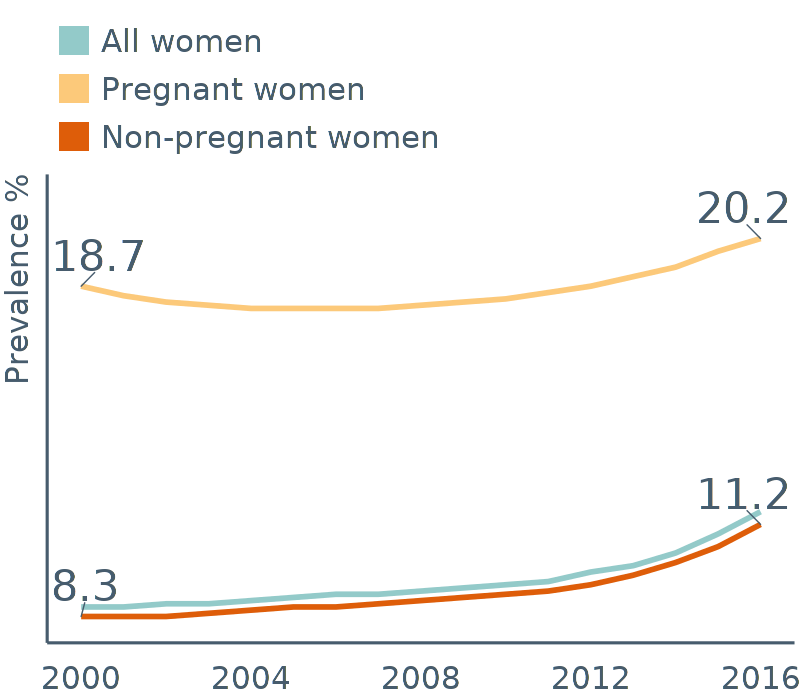 All women
Pregnant women
Non-pregnant women
Prevalence %
18.7
20.2
11.2
8.3
2000 2004 2008 2012 2016